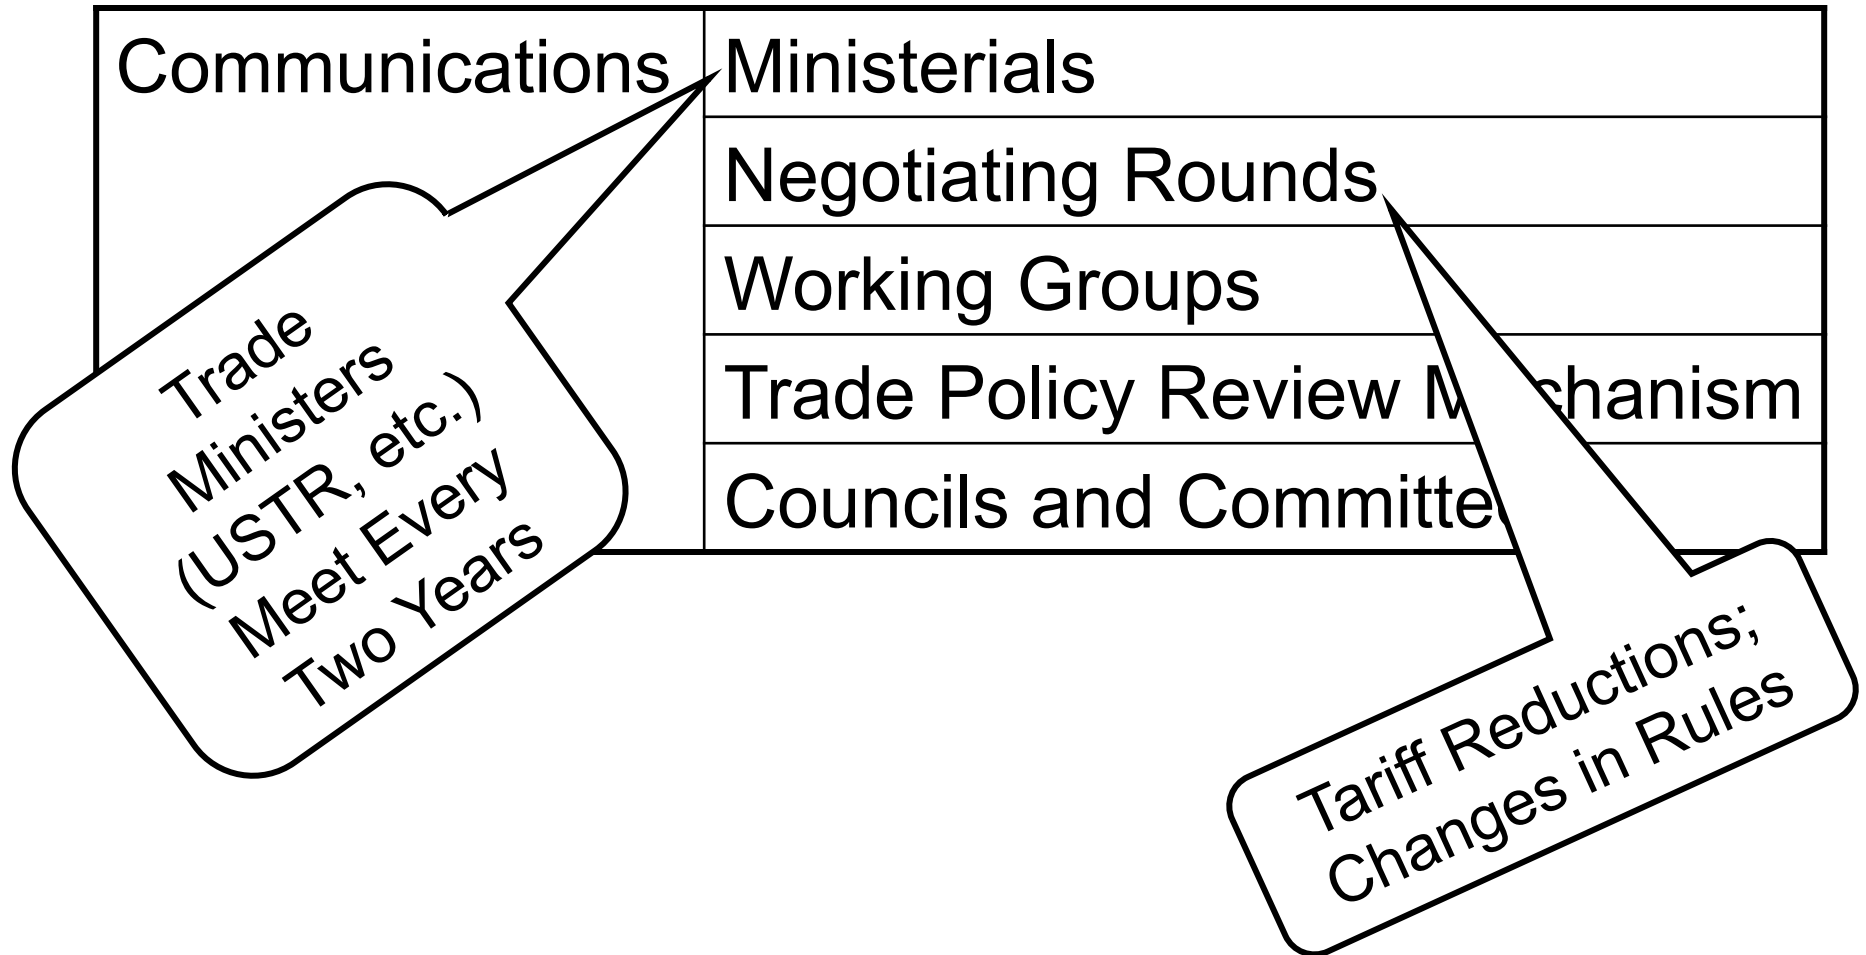 Communications
Ministerials
Negotiating Rounds
Working Groups
Trade Policy Review M chanism
Councils and Committe
Trade
Ministers
(USTR, etc.)
Meet Every
Two Years
Tariff Reductions;
Changes in Rules